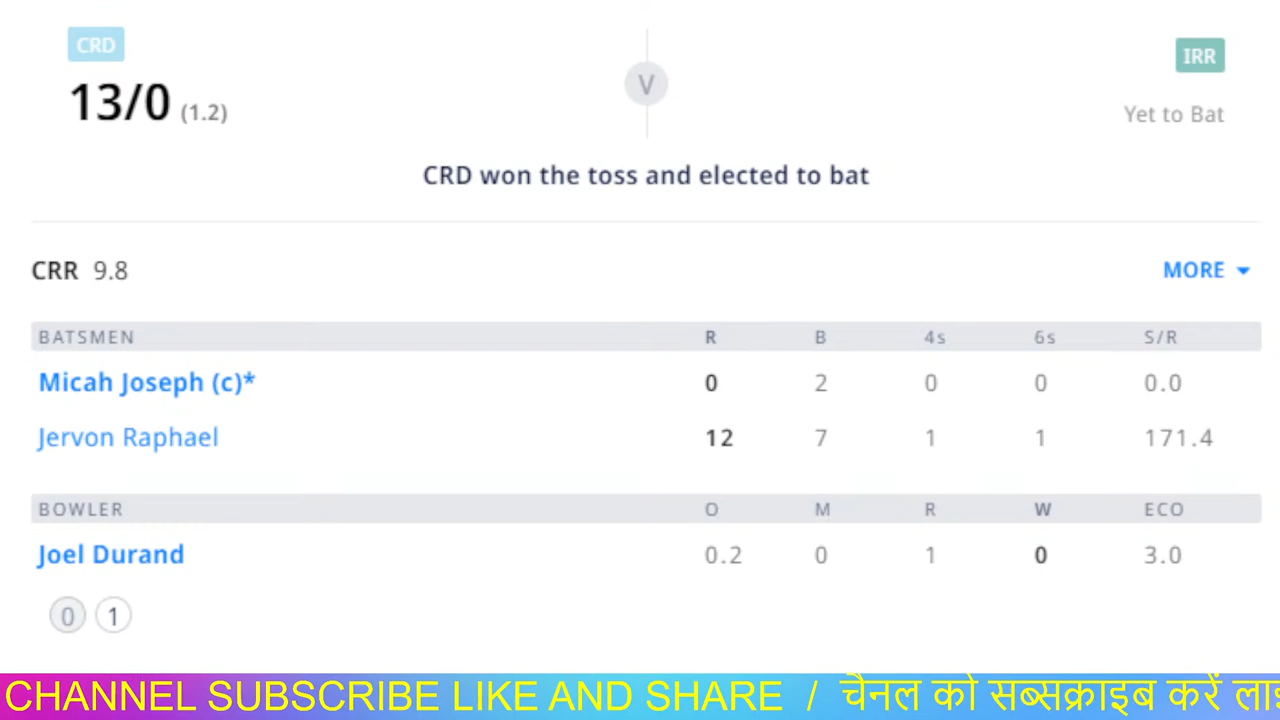 CRD
13/0 (1.2)
V
IRR
Yet to Bat
CRD won the toss and elected to bat
CRR 9.8
MORE
BATSMEN R B 4s 6s S/R
Micah Joseph (c)* 0 2 0 0 0.0
Jervon Raphael 12 7 1 1 171.4
BOWLER O M R W ECO
Joel Durand 0.2 0 1 0 3.0
0 1
CHANNEL SUBSCRIBE LIKE AND SHARE / चैनल को सब्सक्राइब करें